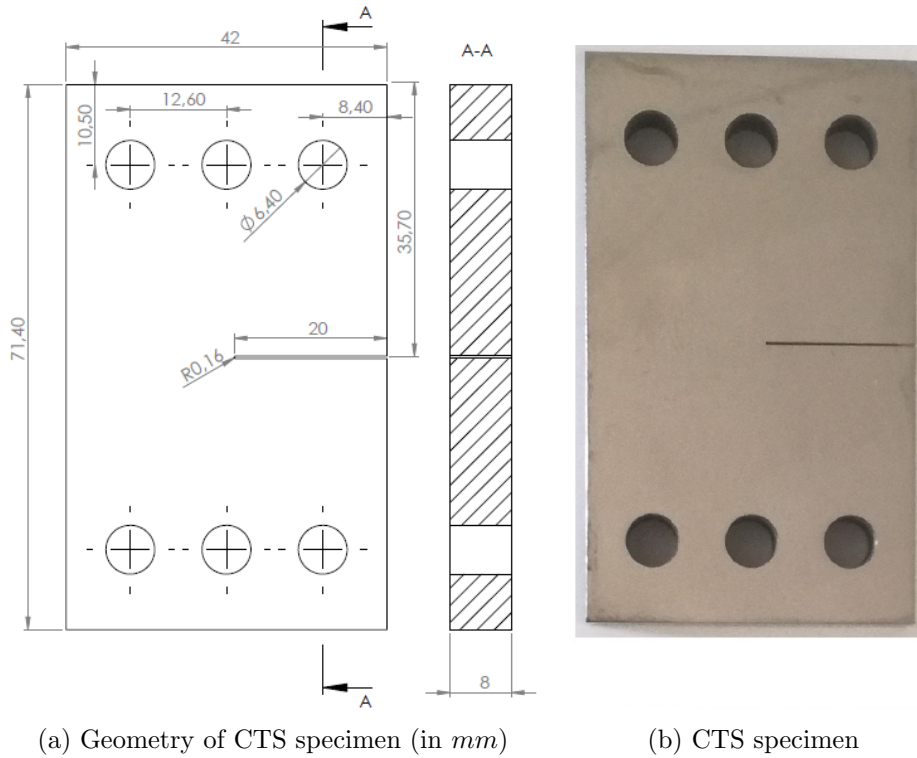 A
A-A
42
12,60
8,40
10,50
Ø6,40
35,70
71,40
20
R0,16
A
8
(a) Geometry of CTS specimen (in mm)
(b) CTS specimen